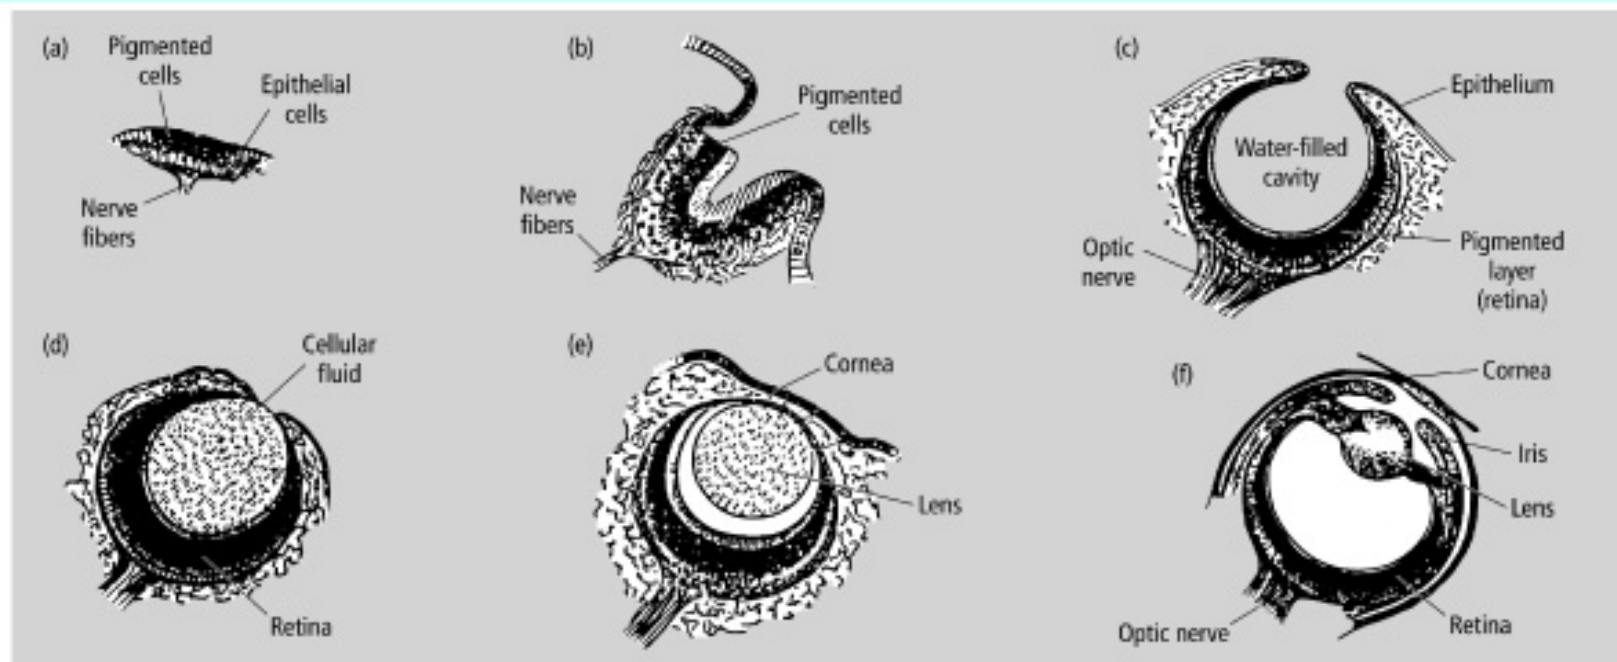 (a)
Pigmented
cells
Epithelial
cells
Nerve
fibers
(b)
Pigmented
cells
Nerve
fibers
(c)
Epithelium
Water-filled
cavity
Optic
nerve
Pigmented
layer
(retina)
(d)
Cellular
fluid
Retina
(e)
Cornea
Lens
(f)
Cornea
Iris
Lens
Retina
Optic nerve